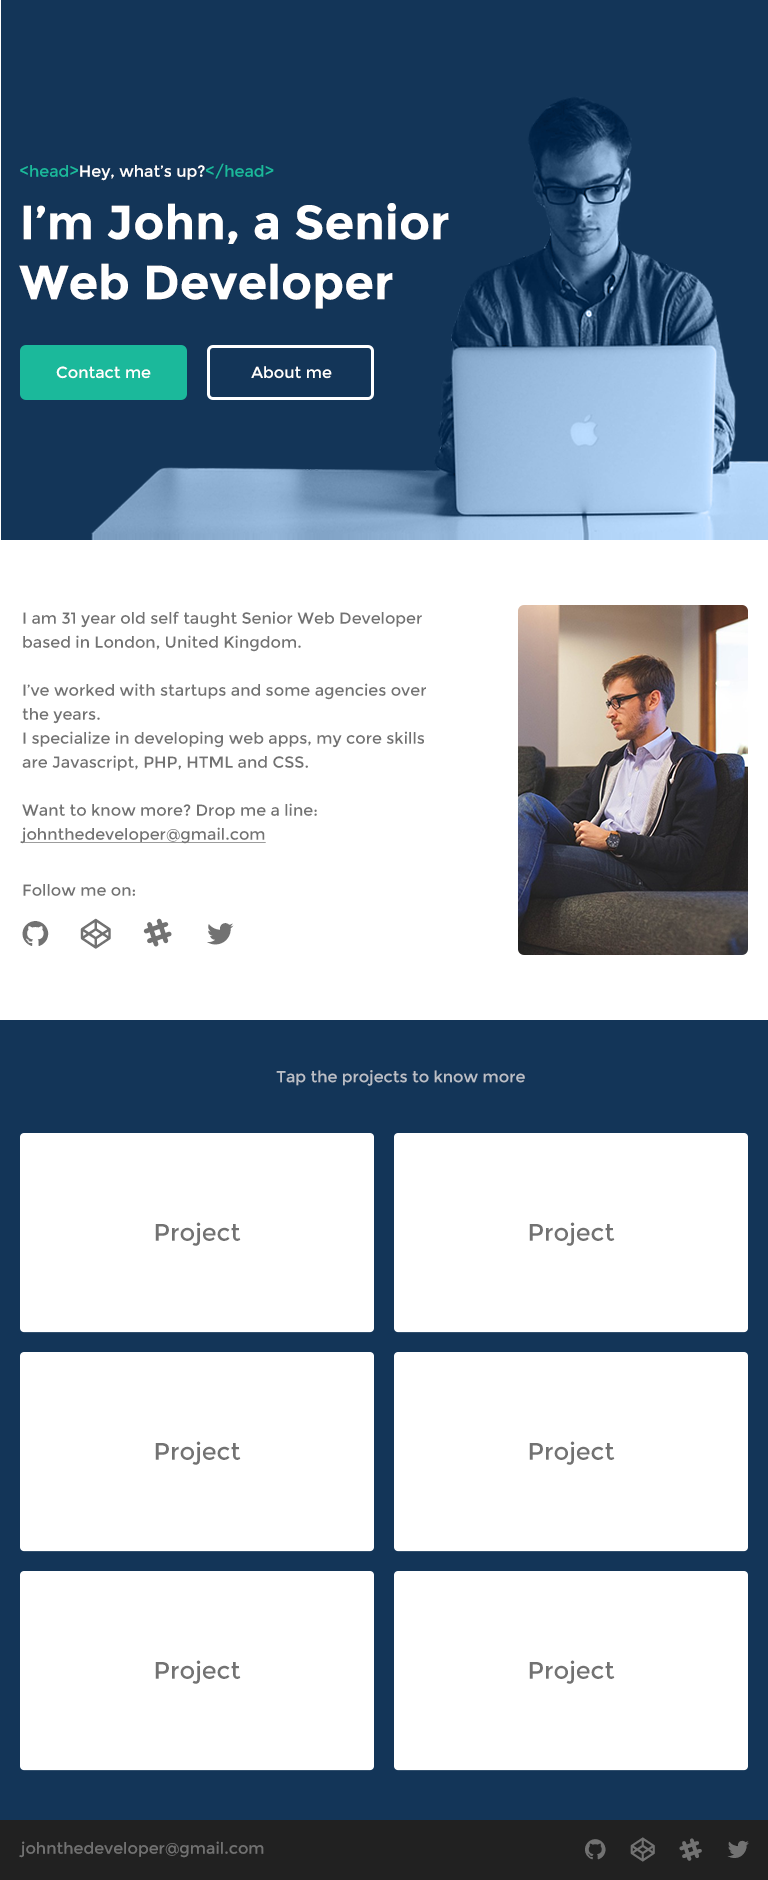 <head>Hey, what's up?</head>
I'm John, a Senior
Web Developer
Contact me
About me
I am 31 year old self taught Senior Web Developer
based in London, United Kingdom.
I've worked with startups and some agencies over
the years.
I specialize in developing web apps, my core skills
are Javascript, PHP, HTML and CSS.
Want to know more? Drop me a line:
johnthedeveloper@gmail.com
Follow me on:
Tap the projects to know more
Project
Project
Project
Project
Project
Project
johnthedeveloper@gmail.com